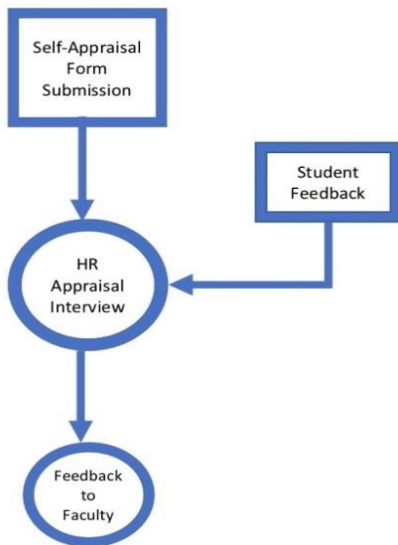 Self-Appraisal
Form
Submission
Student
Feedback
HR
Appraisal
Interview
Feedback
to
Faculty